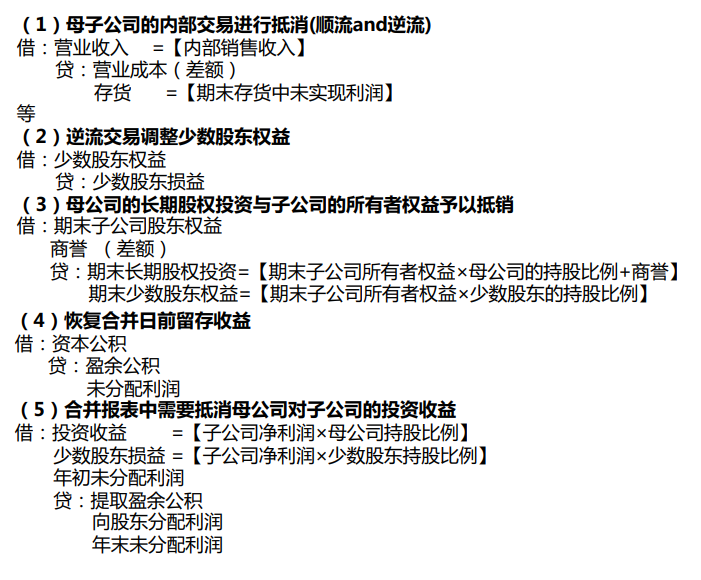 （1）母子公司的内部交易进行抵消(顺流and逆流)
借：营业收入 =【内部销售收入】
贷：营业成本（差额）
存货 =【期末存货中未实现利润】
等
（2）逆流交易调整少数股东权益
借：少数股东权益
贷：少数股东损益
（3）母公司的长期股权投资与子公司的所有者权益予以抵销
借：期末子公司股东权益
商誉 （差额）
贷：期末长期股权投资=【期末子公司所有者权益×母公司的持股比例+商誉】
期末少数股东权益=【期末子公司所有者权益×少数股东的持股比例】
（4）恢复合并日前留存收益
借：资本公积
贷：盈余公积
未分配利润
（5）合并报表中需要抵消母公司对子公司的投资收益
借：投资收益 =【子公司净利润×母公司持股比例】
少数股东损益 =【子公司净利润×少数股东持股比例】
年初未分配利润
贷：提取盈余公积
向股东分配利润
年末未分配利润